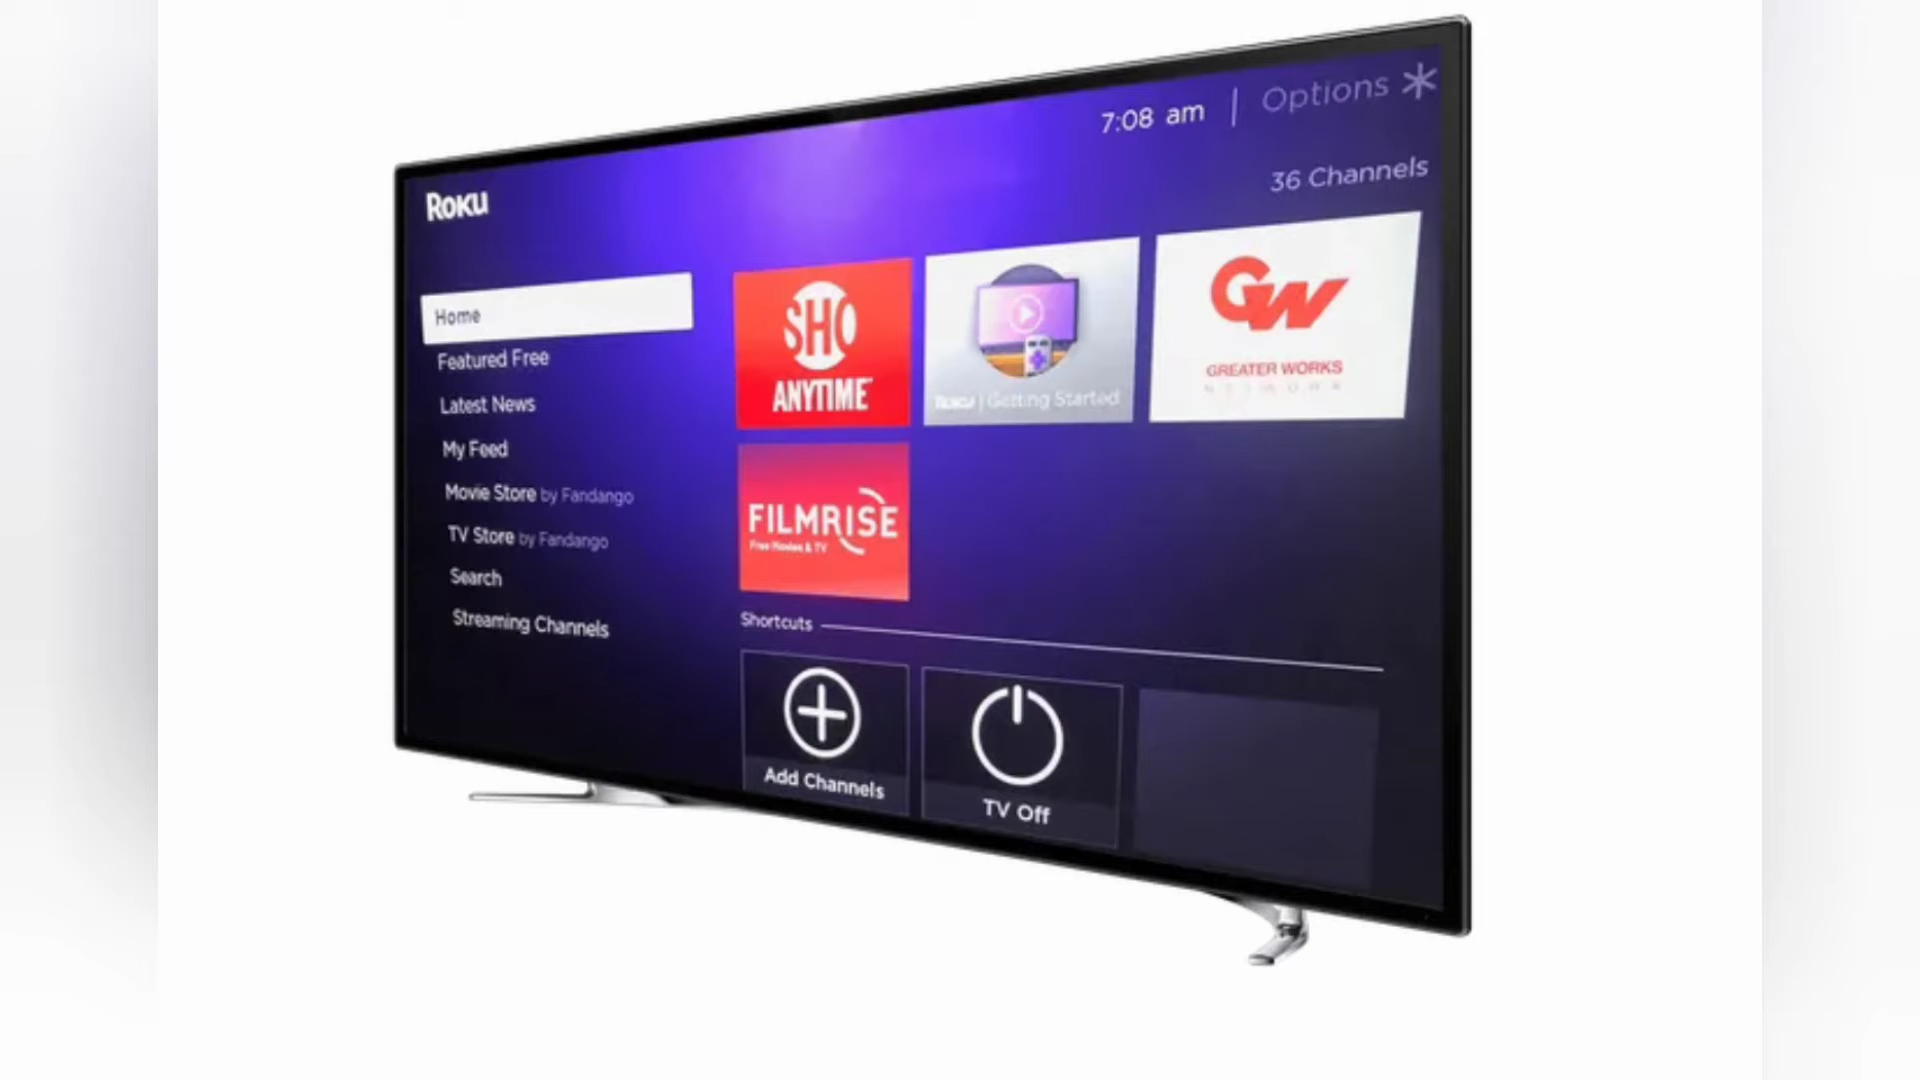 7:08 am | Options
36 Channels
Roku
Home
Featured Free
Latest News
My Feed
Movie Store by Fandango
TV Store by Fandango
Search
Streaming Channels
SHO
ANYTIME
Roku | Getting Started
GW
GREATER WORKS
NETWORK
FILMRISE
Free Movies & TV
Shortcuts
Add Channels
TV Off